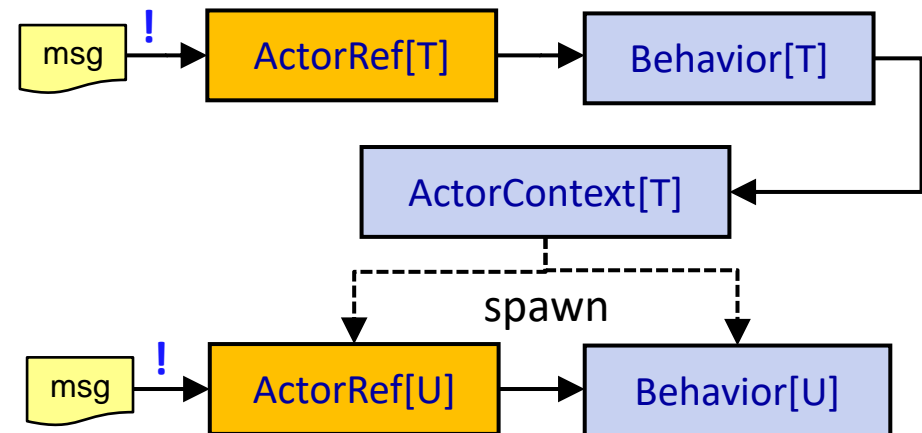 !
msg
ActorRef[T]
Behavior[T]
ActorContext[T]
spawn
!
msg
ActorRef[U]
Behavior[U]